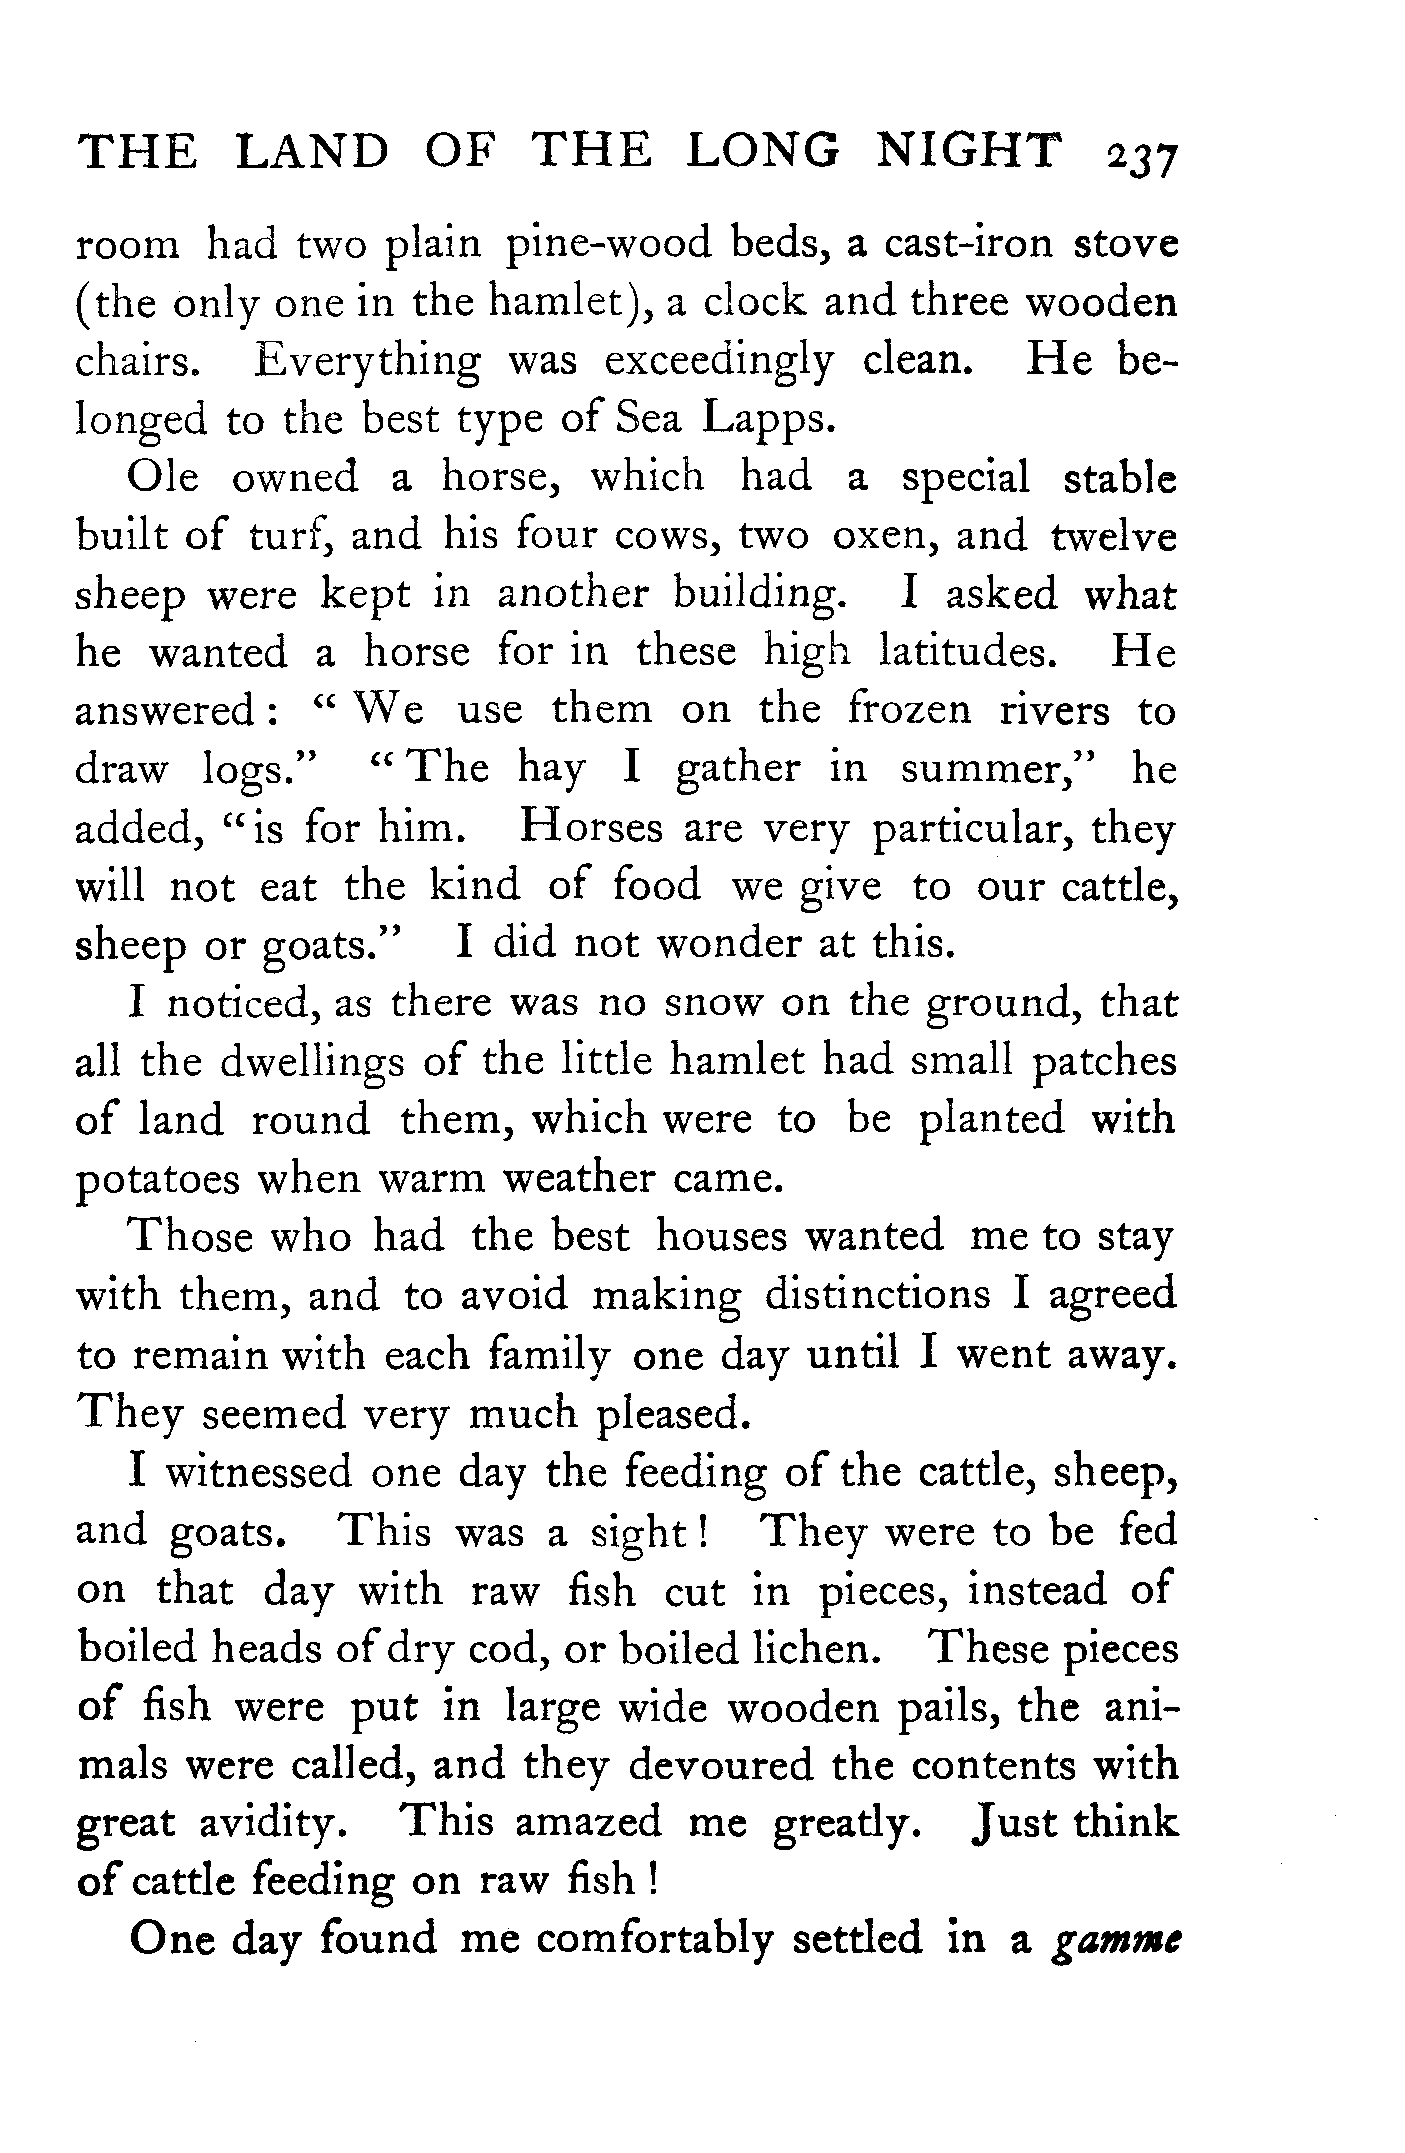 THE LAND OF THE LONG NIGHT 237
room had two plain pine-wood beds, a cast-iron stove
(the only one in the hamlet), a clock and three wooden
chairs. Everything was exceedingly clean. He be-
longed to the best type of Sea Lapps.
Ole owned a horse, which had a special stable
built of turf, and his four cows, two oxen, and twelve
sheep were kept in another building. I asked what
he wanted a horse for in these high latitudes. He
answered : “ We use them on the frozen rivers to
draw logs.” “ The hay I gather in summer,” he
added, “ is for him. Horses are very particular, they
will not eat the kind of food we give to our cattle,
sheep or goats.” I did not wonder at this.
I noticed, as there was no snow on the ground, that
all the dwellings of the little hamlet had small patches
of land round them, which were to be planted with
potatoes when warm weather came.
Those who had the best houses wanted me to stay
with them, and to avoid making distinctions I agreed
to remain with each family one day until I went away.
They seemed very much pleased.
I witnessed one day the feeding of the cattle, sheep,
and goats. This was a sight ! They were to be fed
on that day with raw fish cut in pieces, instead of
boiled heads of dry cod, or boiled lichen. These pieces
of fish were put in large wide wooden pails, the ani-
mals were called, and they devoured the contents with
great avidity. This amazed me greatly. Just think
of cattle feeding on raw fish !
One day found me comfortably settled in a gamme